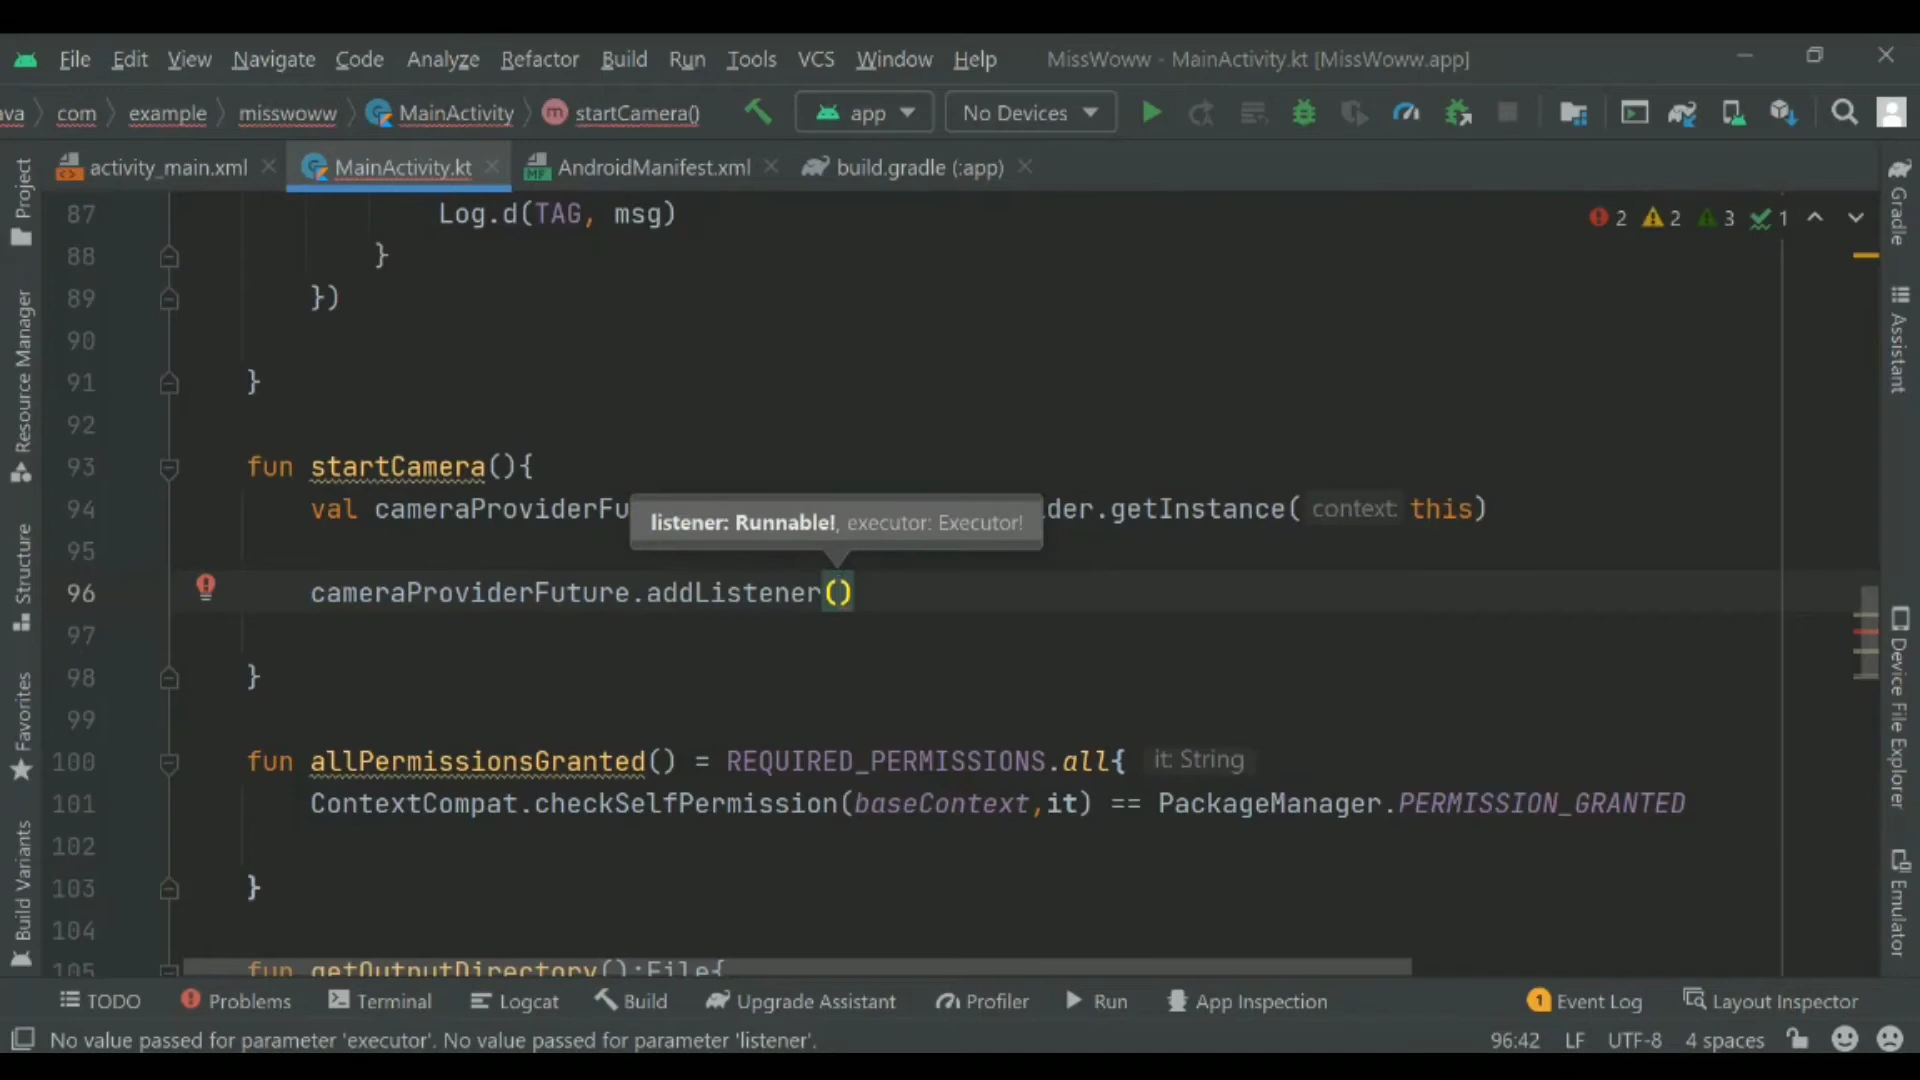 File Edit View Navigate Code Analyze Refactor Build Run Tools VCS Window Help MissWoww - MainActivity.kt [MissWoww.app]
ava com example misswoww MainActivity startCamera() app No Devices
activity_main.xml MainActivity.kt AndroidManifest.xml build.gradle (:app)
87 Log.d(TAG, msg)
2 2 3 1
88 }
89 })
90
91 }
92
93 fun startCamera(){
94 val cameraProviderFu der.getInstance( context: this)
listener: Runnable!, executor: Executor!
95
96 cameraProviderFuture.addListener()
97
98 }
99
100 fun allPermissionsGranted() = REQUIRED_PERMISSIONS.all{ it: String
101 ContextCompat.checkSelfPermission(baseContext,it) == PackageManager.PERMISSION_GRANTED
102
103 }
104
105 fun getOutputDirectory():File{
Project
Resource Manager
Structure
Favorites
Build Variants
Gradle
Assistant
Device File Explorer
Emulator
TODO Problems Terminal Logcat Build Upgrade Assistant Profiler Run App Inspection 1 Event Log Layout Inspector
No value passed for parameter 'executor'. No value passed for parameter 'listener'. 96:42 LF UTF-8 4 spaces